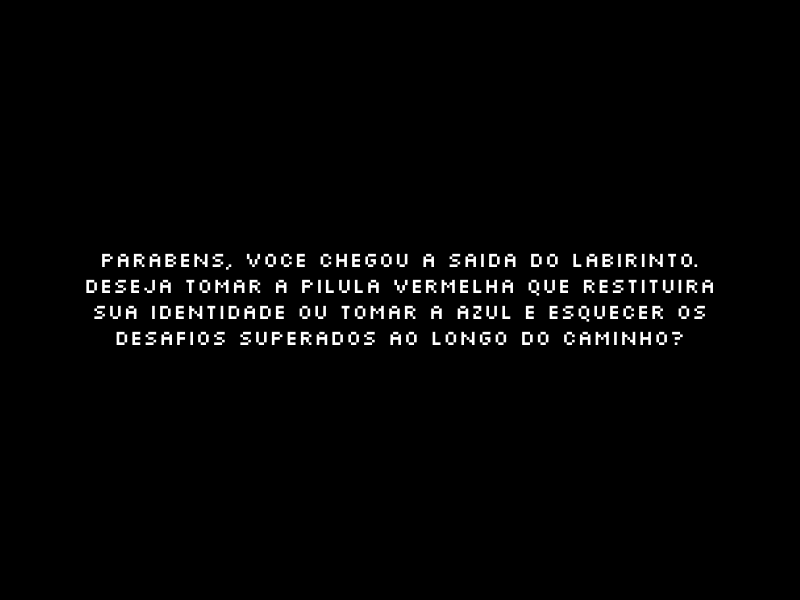 PARABENS, VOCE CHEGOU A SAIDA DO LABIRINTO.
DESEJA TOMAR A PILULA VERMELHA QUE RESTITUIRA
SUA IDENTIDADE OU TOMAR A AZUL E ESQUECER OS
DESAFIOS SUPERADOS AO LONGO DO CAMINHO?